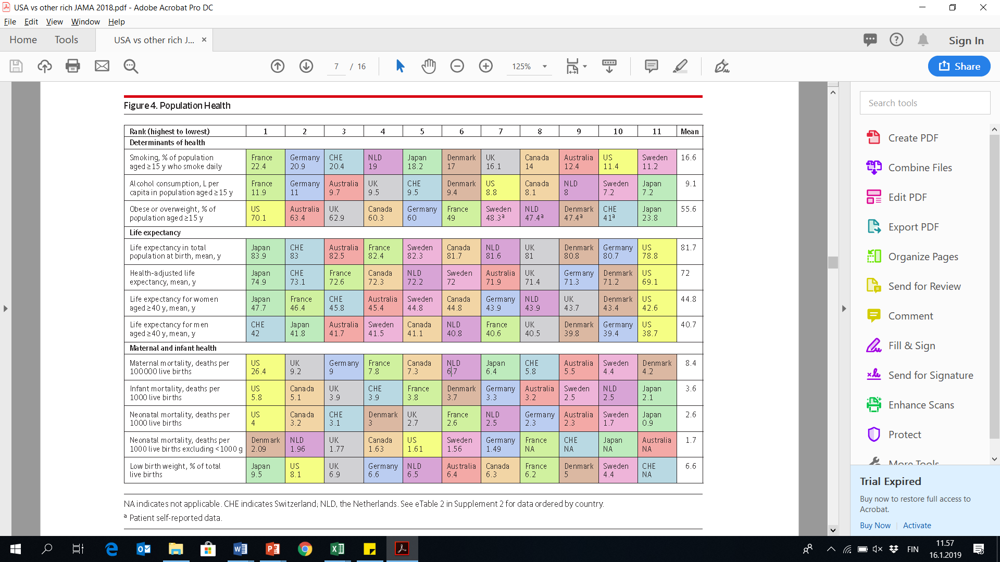 USA vs other rich JAMA 2018.pdf - Adobe Acrobat Pro DC
File Edit View Window Help
Home Tools USA vs other rich J... × Sign In
7 / 16 125% Share
Figure 4. Population Health
Rank (highest to lowest) 1 2 3 4 5 6 7 8 9 10 11 Mean
Determinants of health
Smoking, % of population France Germany CHE NLD Japan Denmark UK Canada Australia US Sweden 16.6
aged ≥15 y who smoke daily 22.4 20.9 20.4 19 18.2 17 16.1 14 12.4 11.4 11.2
Alcohol consumption, L per France Germany Australia UK CHE Denmark US Canada NLD Sweden Japan 9.1
capita in population aged ≥15 y 11.9 11 9.7 9.5 9.5 9.4 8.8 8.1 8 7.2 7.2
Obese or overweight, % of US Australia UK Canada Germany France Sweden NLD Denmark CHE Japan 55.6
population aged ≥15 y 70.1 63.4 62.9 60.3 60 49 48.3ª 47.4ª 47.4ª 41ª 23.8
Life expectancy
Life expectancy in total Japan CHE Australia France Sweden Canada NLD UK Denmark Germany US 81.7
population at birth, mean, y 83.9 83 82.5 82.4 82.3 81.7 81.6 81 80.8 80.7 78.8
Health-adjusted life Japan CHE France Canada NLD Sweden Australia UK Germany Denmark US 72
expectancy, mean, y 74.9 73.1 72.6 72.3 72.2 72 71.9 71.4 71.3 71.2 69.1
Life expectancy for women Japan France CHE Australia Sweden Canada Germany NLD UK Denmark US 44.8
aged ≥40 y, mean, y 47.7 46.4 45.8 45.4 44.8 44.8 43.9 43.9 43.7 43.4 42.6
Life expectancy for men CHE Japan Australia Sweden Canada NLD France UK Denmark Germany US 40.7
aged ≥40 y, mean, y 42 41.8 41.7 41.5 41.1 40.8 40.6 40.5 39.8 39.4 38.7
Maternal and infant health
Maternal mortality, deaths per US UK Germany France Canada NLD Japan CHE Australia Sweden Denmark 8.4
100000 live births 26.4 9.2 9 7.8 7.3 6.7 6.4 5.8 5.5 4.4 4.2
Infant mortality, deaths per US Canada UK CHE France Denmark Germany Australia Sweden NLD Japan 3.6
1000 live births 5.8 5.1 3.9 3.9 3.8 3.7 3.3 3.2 2.5 2.5 2.1
Neonatal mortality, deaths per US Canada CHE Denmark UK France NLD Germany Australia Sweden Japan 2.6
1000 live births 4 3.2 3.1 3 2.7 2.6 2.5 2.3 2.3 1.7 0.9
Neonatal mortality, deaths per Denmark NLD UK Canada US Sweden Germany France CHE Japan Australia 1.7
1000 live births excluding <1000 g 2.09 1.96 1.77 1.63 1.61 1.56 1.49 NA NA NA NA
Low birth weight, % of total Japan US UK Germany NLD Australia Canada France Denmark Sweden CHE 6.6
live births 9.5 8.1 6.9 6.6 6.5 6.4 6.3 6.2 5 4.4 NA
NA indicates not applicable. CHE indicates Switzerland; NLD, the Netherlands. See eTable 2 in Supplement 2 for data ordered by country.
ª Patient self-reported data.
Search tools
Create PDF
Combine Files
Edit PDF
Export PDF
Organize Pages
Send for Review
Comment
Fill & Sign
Send for Signature
Enhance Scans
Protect
More Tools
Trial Expired
Buy now to restore full access to
Acrobat.
Buy Now | Activate
FIN 11.57
16.1.2019